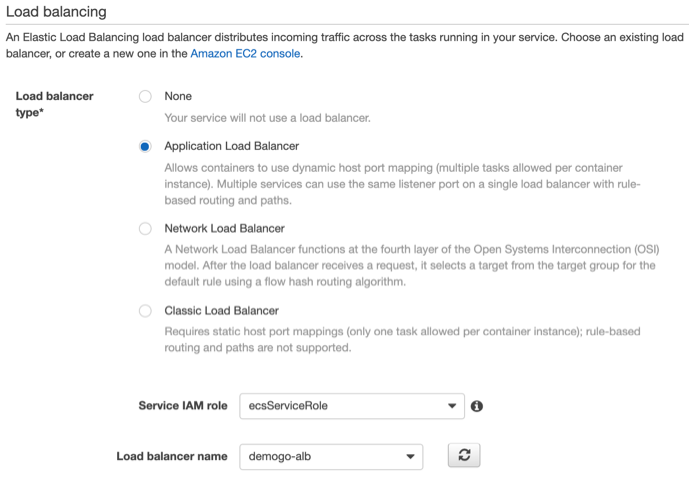 Load balancing
An Elastic Load Balancing load balancer distributes incoming traffic across the tasks running in your service. Choose an existing load
balancer, or create a new one in the Amazon EC2 console.
Load balancer
type*
None
Your service will not use a load balancer.
Application Load Balancer
Allows containers to use dynamic host port mapping (multiple tasks allowed per container
instance). Multiple services can use the same listener port on a single load balancer with rule-
based routing and paths.
Network Load Balancer
A Network Load Balancer functions at the fourth layer of the Open Systems Interconnection (OSI)
model. After the load balancer receives a request, it selects a target from the target group for the
default rule using a flow hash routing algorithm.
Classic Load Balancer
Requires static host port mappings (only one task allowed per container instance); rule-based
routing and paths are not supported.
Service IAM role ecsServiceRole
Load balancer name demogo-alb